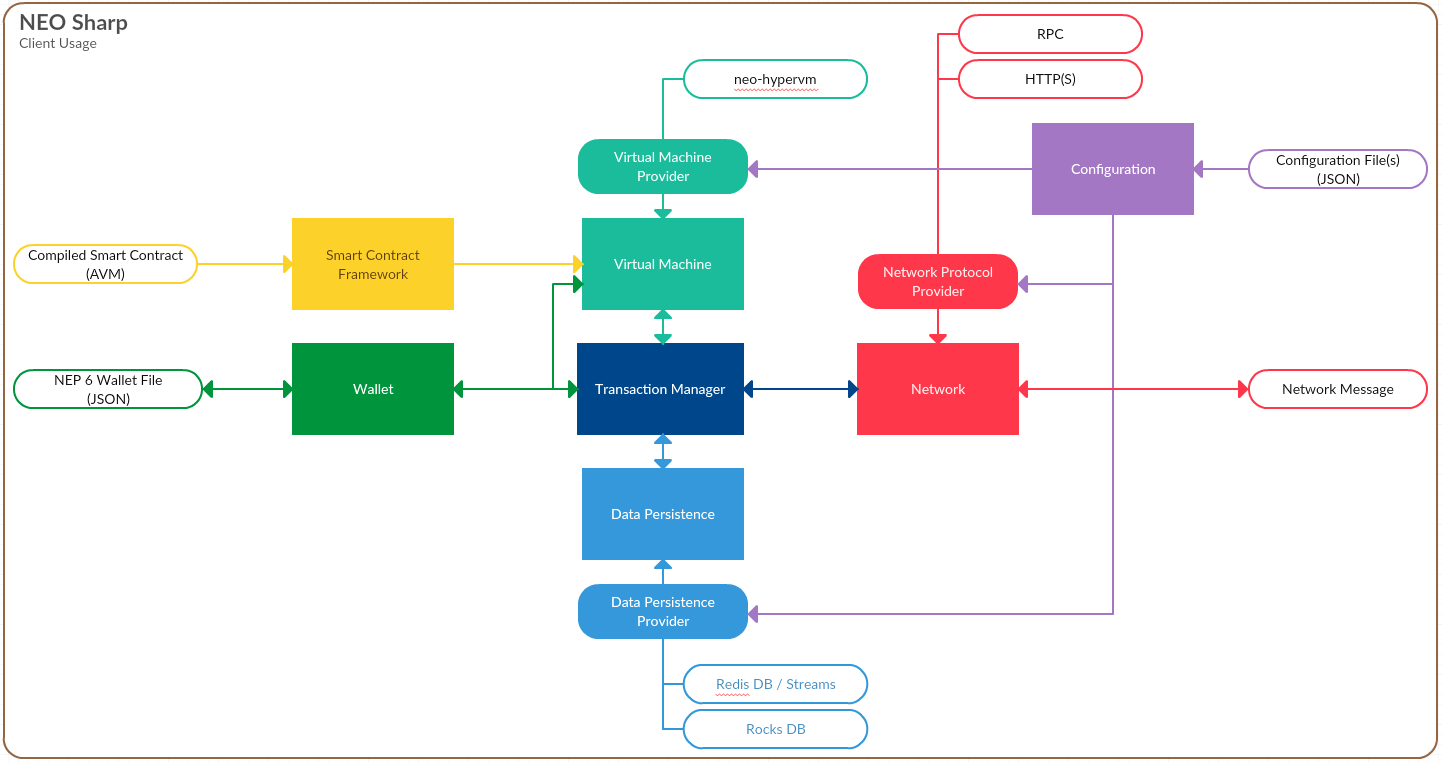 NEO Sharp
Client Usage
RPC
HTTP(S)
neo-hypervm
Virtual Machine
Provider
Configuration
Configuration File(s)
(JSON)
Compiled Smart Contract
(AVM)
Smart Contract
Framework
Virtual Machine
Network Protocol
Provider
NEP 6 Wallet File
(JSON)
Wallet
Transaction Manager
Network
Network Message
Data Persistence
Data Persistence
Provider
Redis DB / Streams
Rocks DB